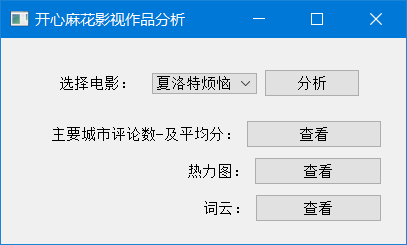 开心麻花影视作品分析
选择电影： 夏洛特烦恼 分析
主要城市评论数-及平均分： 查看
热力图： 查看
词云： 查看